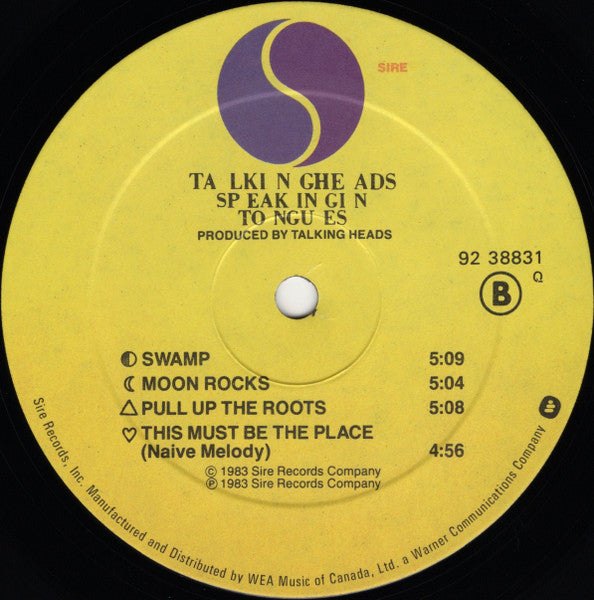 SIRE
TA LKI N GHE ADS
SP EAK IN GI N
TO NGU ES
PRODUCED BY TALKING HEADS
92 38831
B Q
SWAMP 5:09
MOON ROCKS 5:04
PULL UP THE ROOTS 5:08
THIS MUST BE THE PLACE
(Naive Melody) 4:56
© 1983 Sire Records Company
℗ 1983 Sire Records Company
Sire Records, Inc. Manufactured and Distributed by WEA Music of Canada, Ltd. a Warner Communications Company